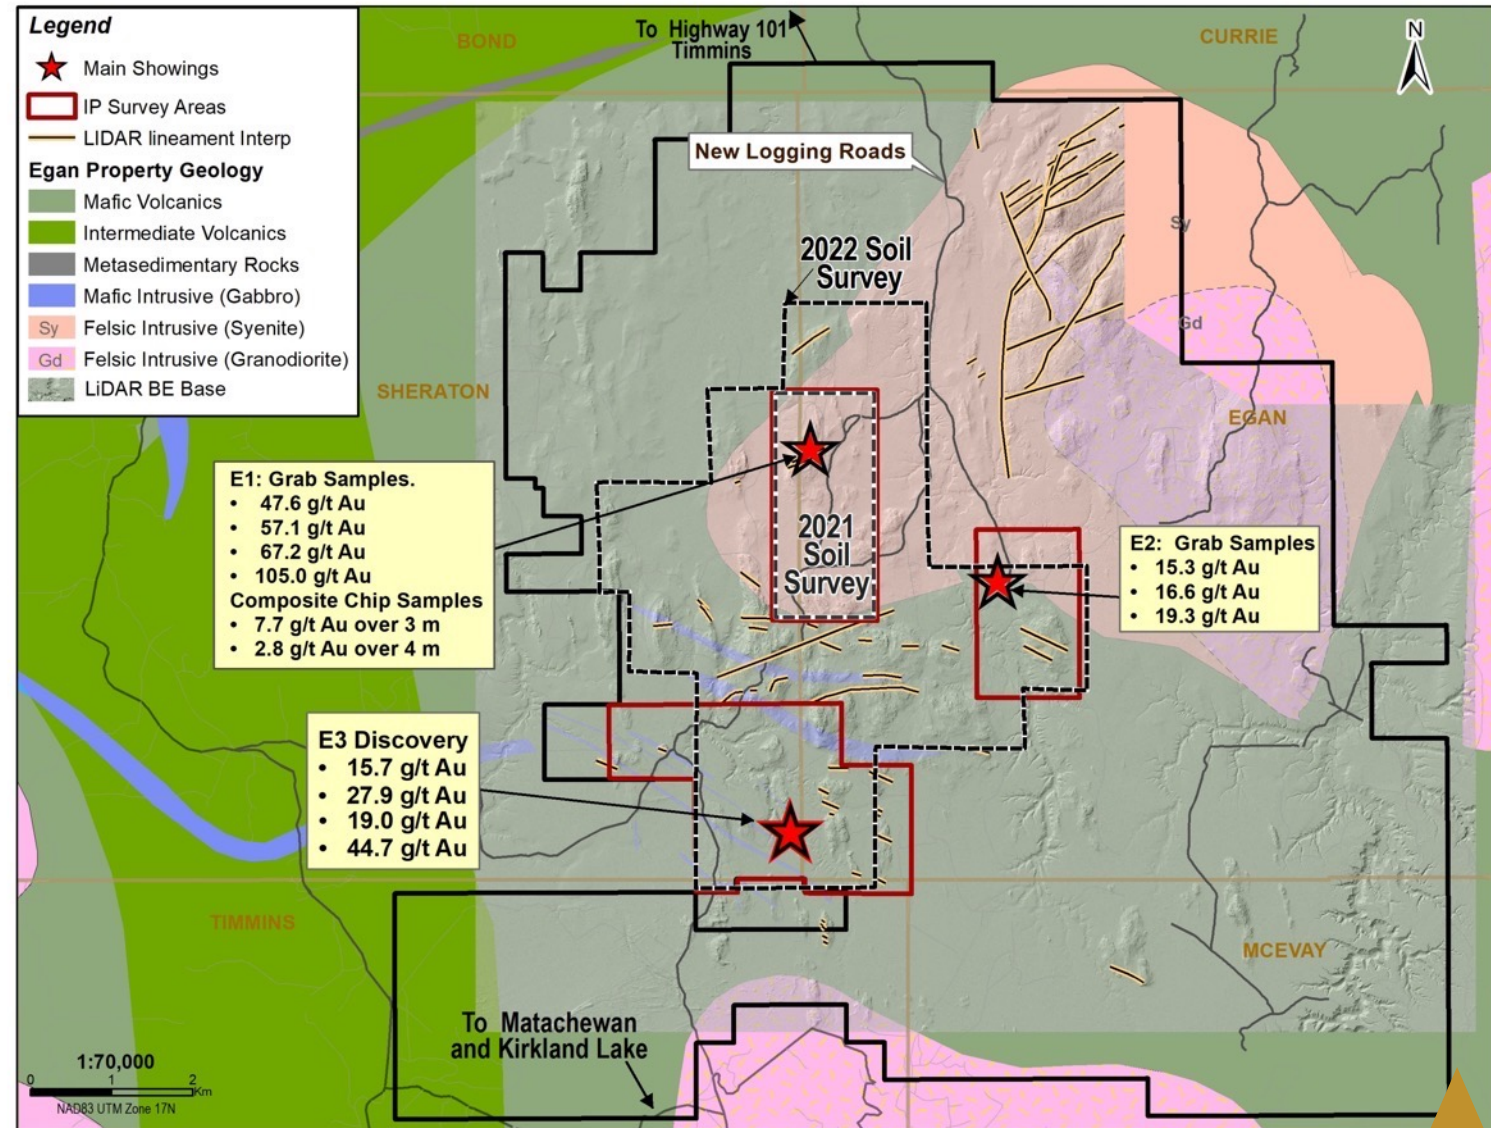 Legend
Main Showings
IP Survey Areas
LIDAR lineament Interp
Egan Property Geology
Mafic Volcanics
Intermediate Volcanics
Metasedimentary Rocks
Mafic Intrusive (Gabbro)
Sy Felsic Intrusive (Syenite)
Gd Felsic Intrusive (Granodiorite)
LiDAR BE Base
BOND
To Highway 101
Timmins
CURRIE
N
New Logging Roads
2022 Soil
Survey
Sy
Gd
SHERATON
EGAN
E1: Grab Samples.
• 47.6 g/t Au
• 57.1 g/t Au
• 67.2 g/t Au
• 105.0 g/t Au
Composite Chip Samples
• 7.7 g/t Au over 3 m
• 2.8 g/t Au over 4 m
2021
Soil
Survey
E2: Grab Samples
• 15.3 g/t Au
• 16.6 g/t Au
• 19.3 g/t Au
E3 Discovery
• 15.7 g/t Au
• 27.9 g/t Au
• 19.0 g/t Au
• 44.7 g/t Au
TIMMINS
MCEVAY
To Matachewan
and Kirkland Lake
1:70,000
0 1 2
Km
NAD83 UTM Zone 17N